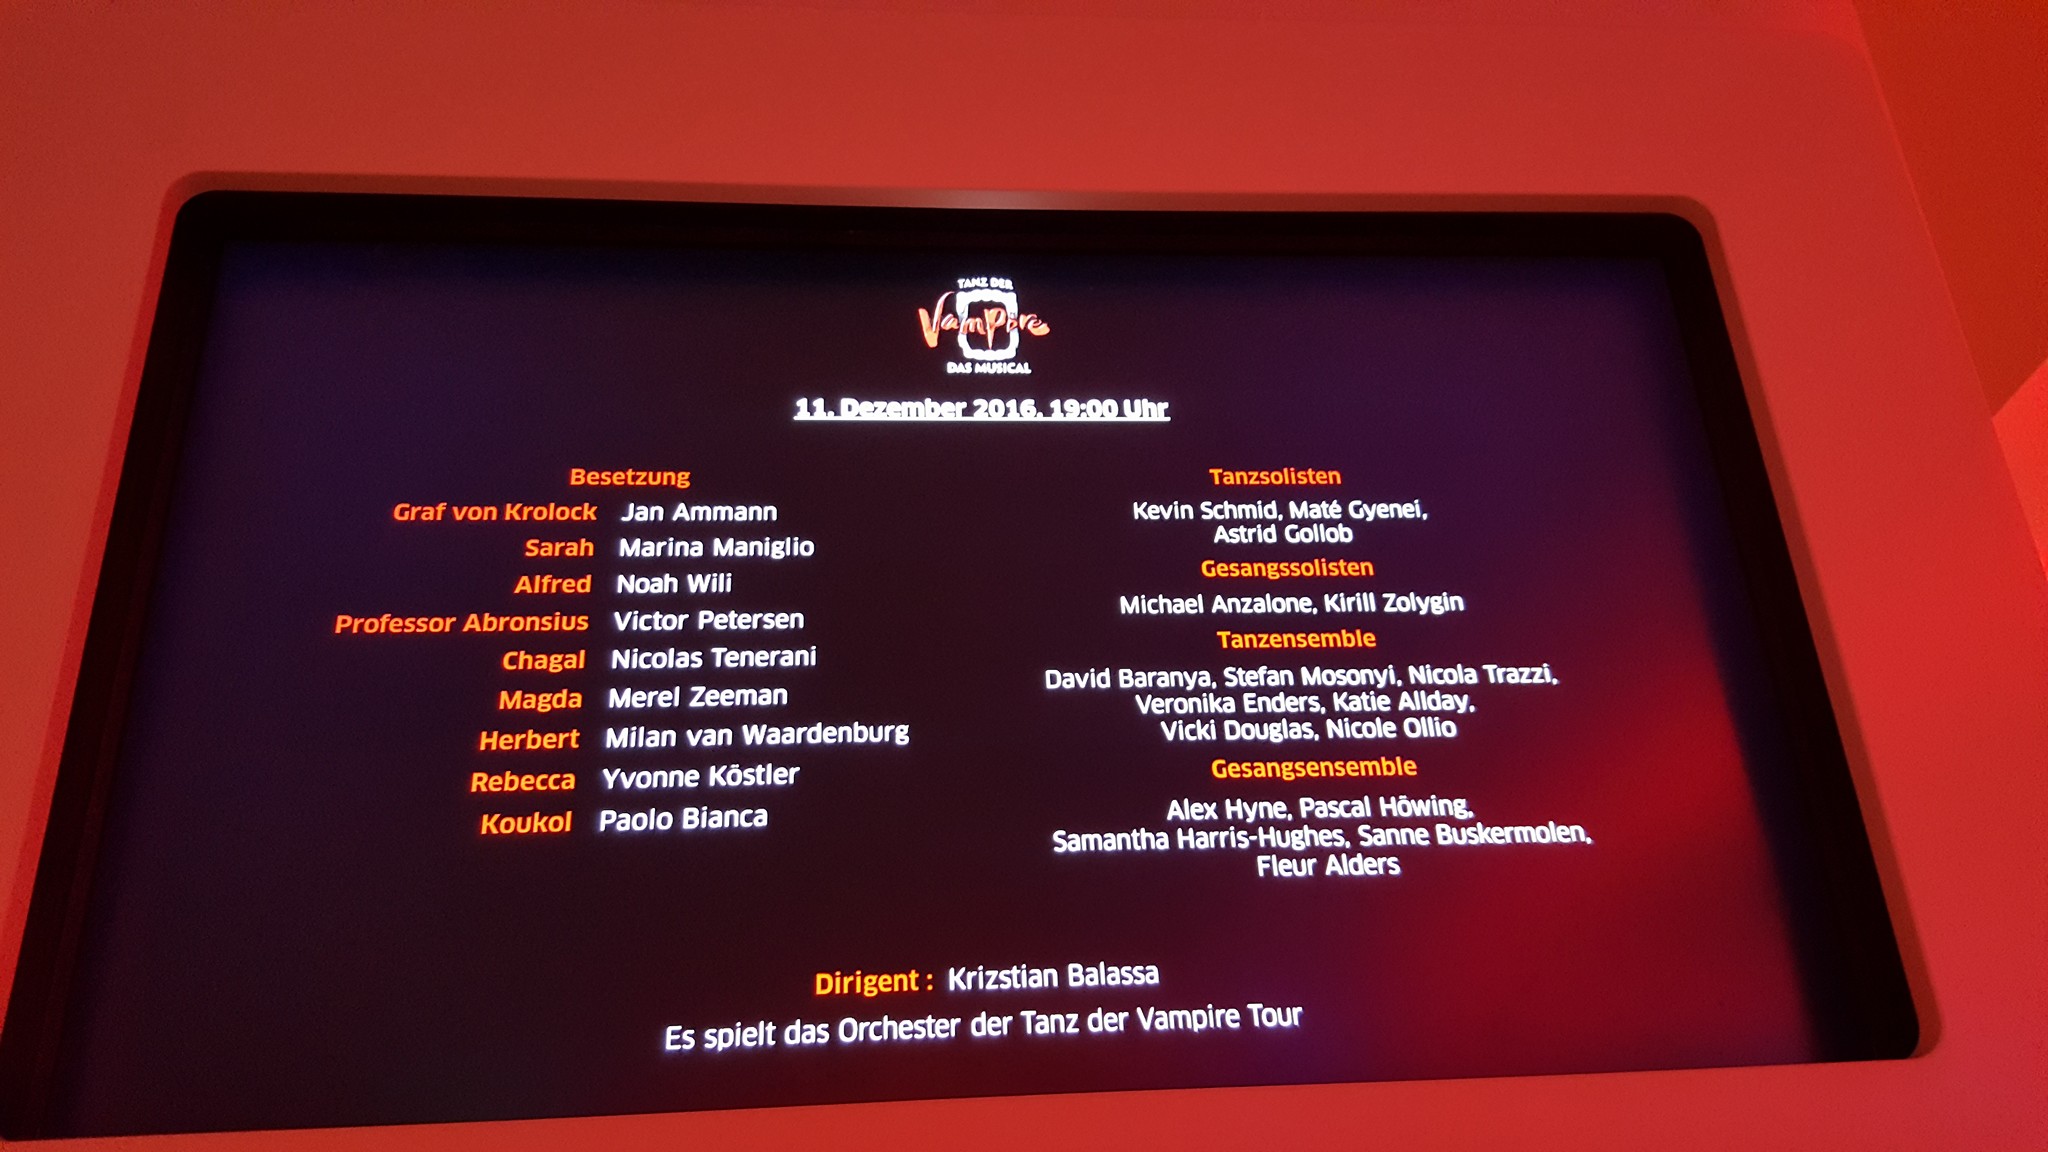 TANZ DER
Vampire
DAS MUSICAL
11. Dezember 2016, 19:00 Uhr
Besetzung
Graf von Krolock Jan Ammann
Sarah Marina Maniglio
Alfred Noah Wili
Professor Abronsius Victor Petersen
Chagal Nicolas Tenerani
Magda Merel Zeeman
Herbert Milan van Waardenburg
Rebecca Yvonne Köstler
Koukol Paolo Bianca
Tanzsolisten
Kevin Schmid, Maté Gyenei,
Astrid Gollob
Gesangssolisten
Michael Anzalone, Kirill Zolygin
Tanzensemble
David Baranya, Stefan Mosonyi, Nicola Trazzi,
Veronika Enders, Katie Allday,
Vicki Douglas, Nicole Ollio
Gesangsensemble
Alex Hyne, Pascal Höwing,
Samantha Harris-Hughes, Sanne Buskermolen,
Fleur Alders
Dirigent : Krizstian Balassa
Es spielt das Orchester der Tanz der Vampire Tour